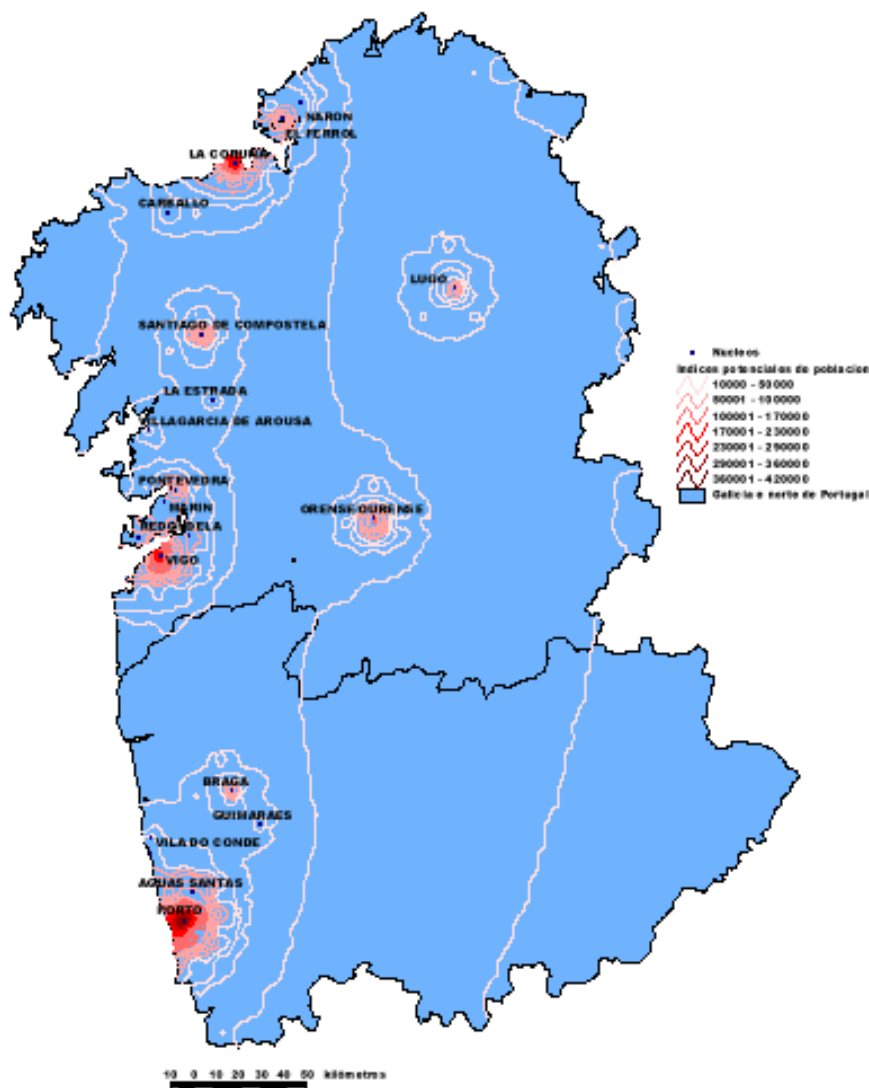 NARON
EL FERROL
LA CORUÑA
CARBALLO
LUGO
SANTIAGO DE COMPOSTELA
LA ESTRADA
VILLAGARCIA DE AROUSA
PONTEVEDRA
MARIN
ORENSE OURENSE
REDONDELA
VIGO
BRAGA
GUIMARAES
VILA DO CONDE
AGUAS SANTAS
PORTO
Nucleos
Indices potenciales de poblacion
10000 - 50000
50001 - 100000
100001 - 170000
170001 - 230000
230001 - 290000
290001 - 360000
360001 - 420000
Galicia e norte de Portugal
10 0 10 20 30 40 50 kilómetros